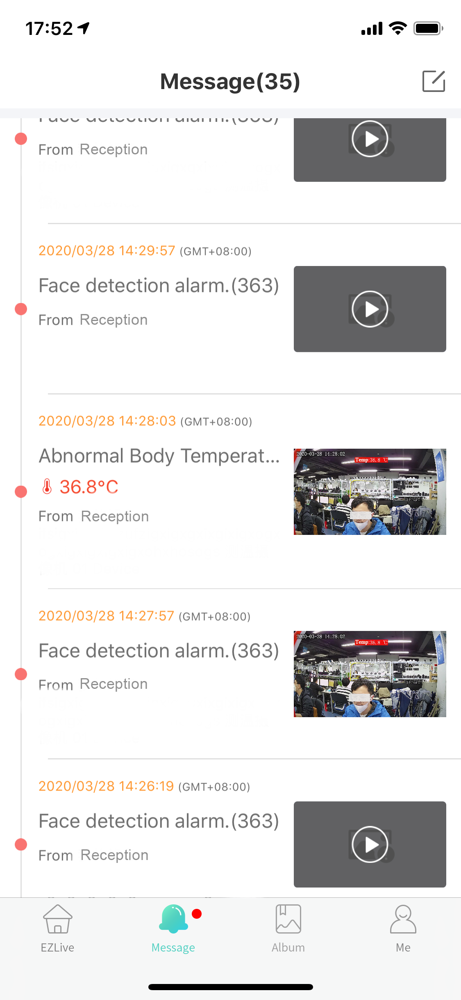 17:52
Message(35)
Face detection alarm.(363)
From Reception
2020/03/28 14:29:57 (GMT+08:00)
Face detection alarm.(363)
From Reception
2020/03/28 14:28:03 (GMT+08:00)
Abnormal Body Temperat...
36.8°C
From Reception
2020-03-28 14:28:02
Temp:36.8 ℃
2020/03/28 14:27:57 (GMT+08:00)
Face detection alarm.(363)
From Reception
2020-03-28 14:28:02
Temp:36.8 ℃
2020/03/28 14:26:19 (GMT+08:00)
Face detection alarm.(363)
From Reception
EZLive
Message
Album
Me